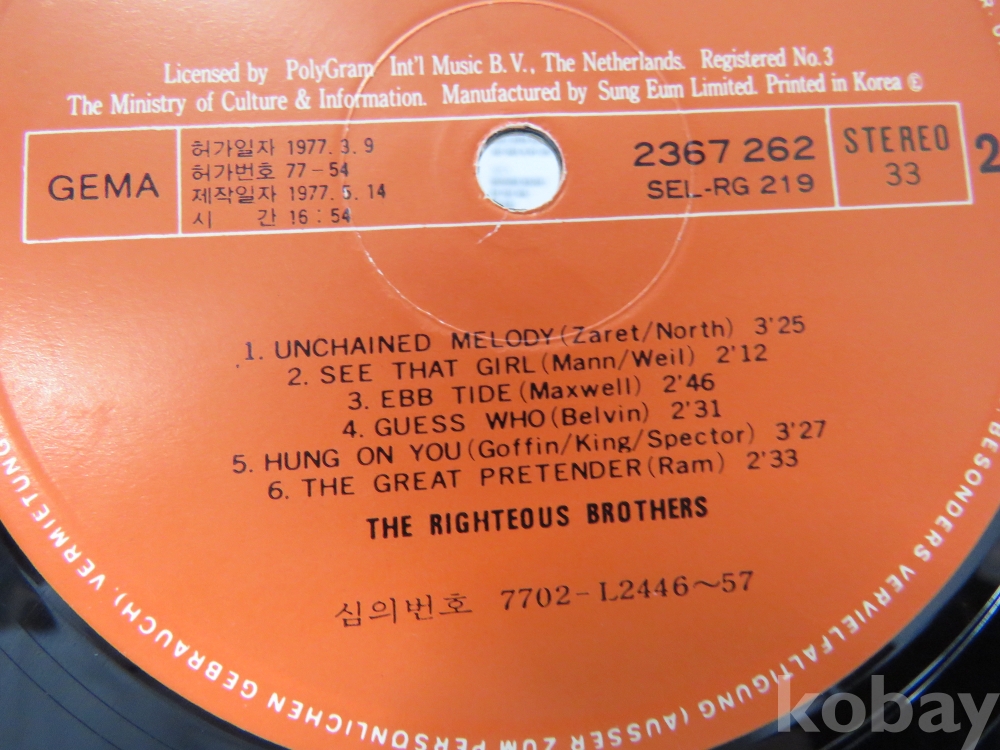 Licensed by PolyGram Int'l Music B.V., The Netherlands. Registered No.3
The Ministry of Culture & Information. Manufactured by Sung Eum Limited. Printed in Korea ©
GEMA
허가일자 1977. 3. 9
허가번호 77-54
제작일자 1977. 5. 14
시 간 16 : 54
2367 262
SEL-RG 219
STEREO
33
2
1. UNCHAINED MELODY (Zaret/North) 3'25
2. SEE THAT GIRL (Mann/Weil) 2'12
3. EBB TIDE (Maxwell) 2'46
4. GUESS WHO (Belvin) 2'31
5. HUNG ON YOU (Goffin/King/Spector) 3'27
6. THE GREAT PRETENDER (Ram) 2'33
THE RIGHTEOUS BROTHERS
심의번호 7702-L2446~57
BESONDERS VERVIELFALTIGUNG (AUSSER ZUM PERSÖNLICHEN GEBRAUCH), VERMIETUNG
kobay